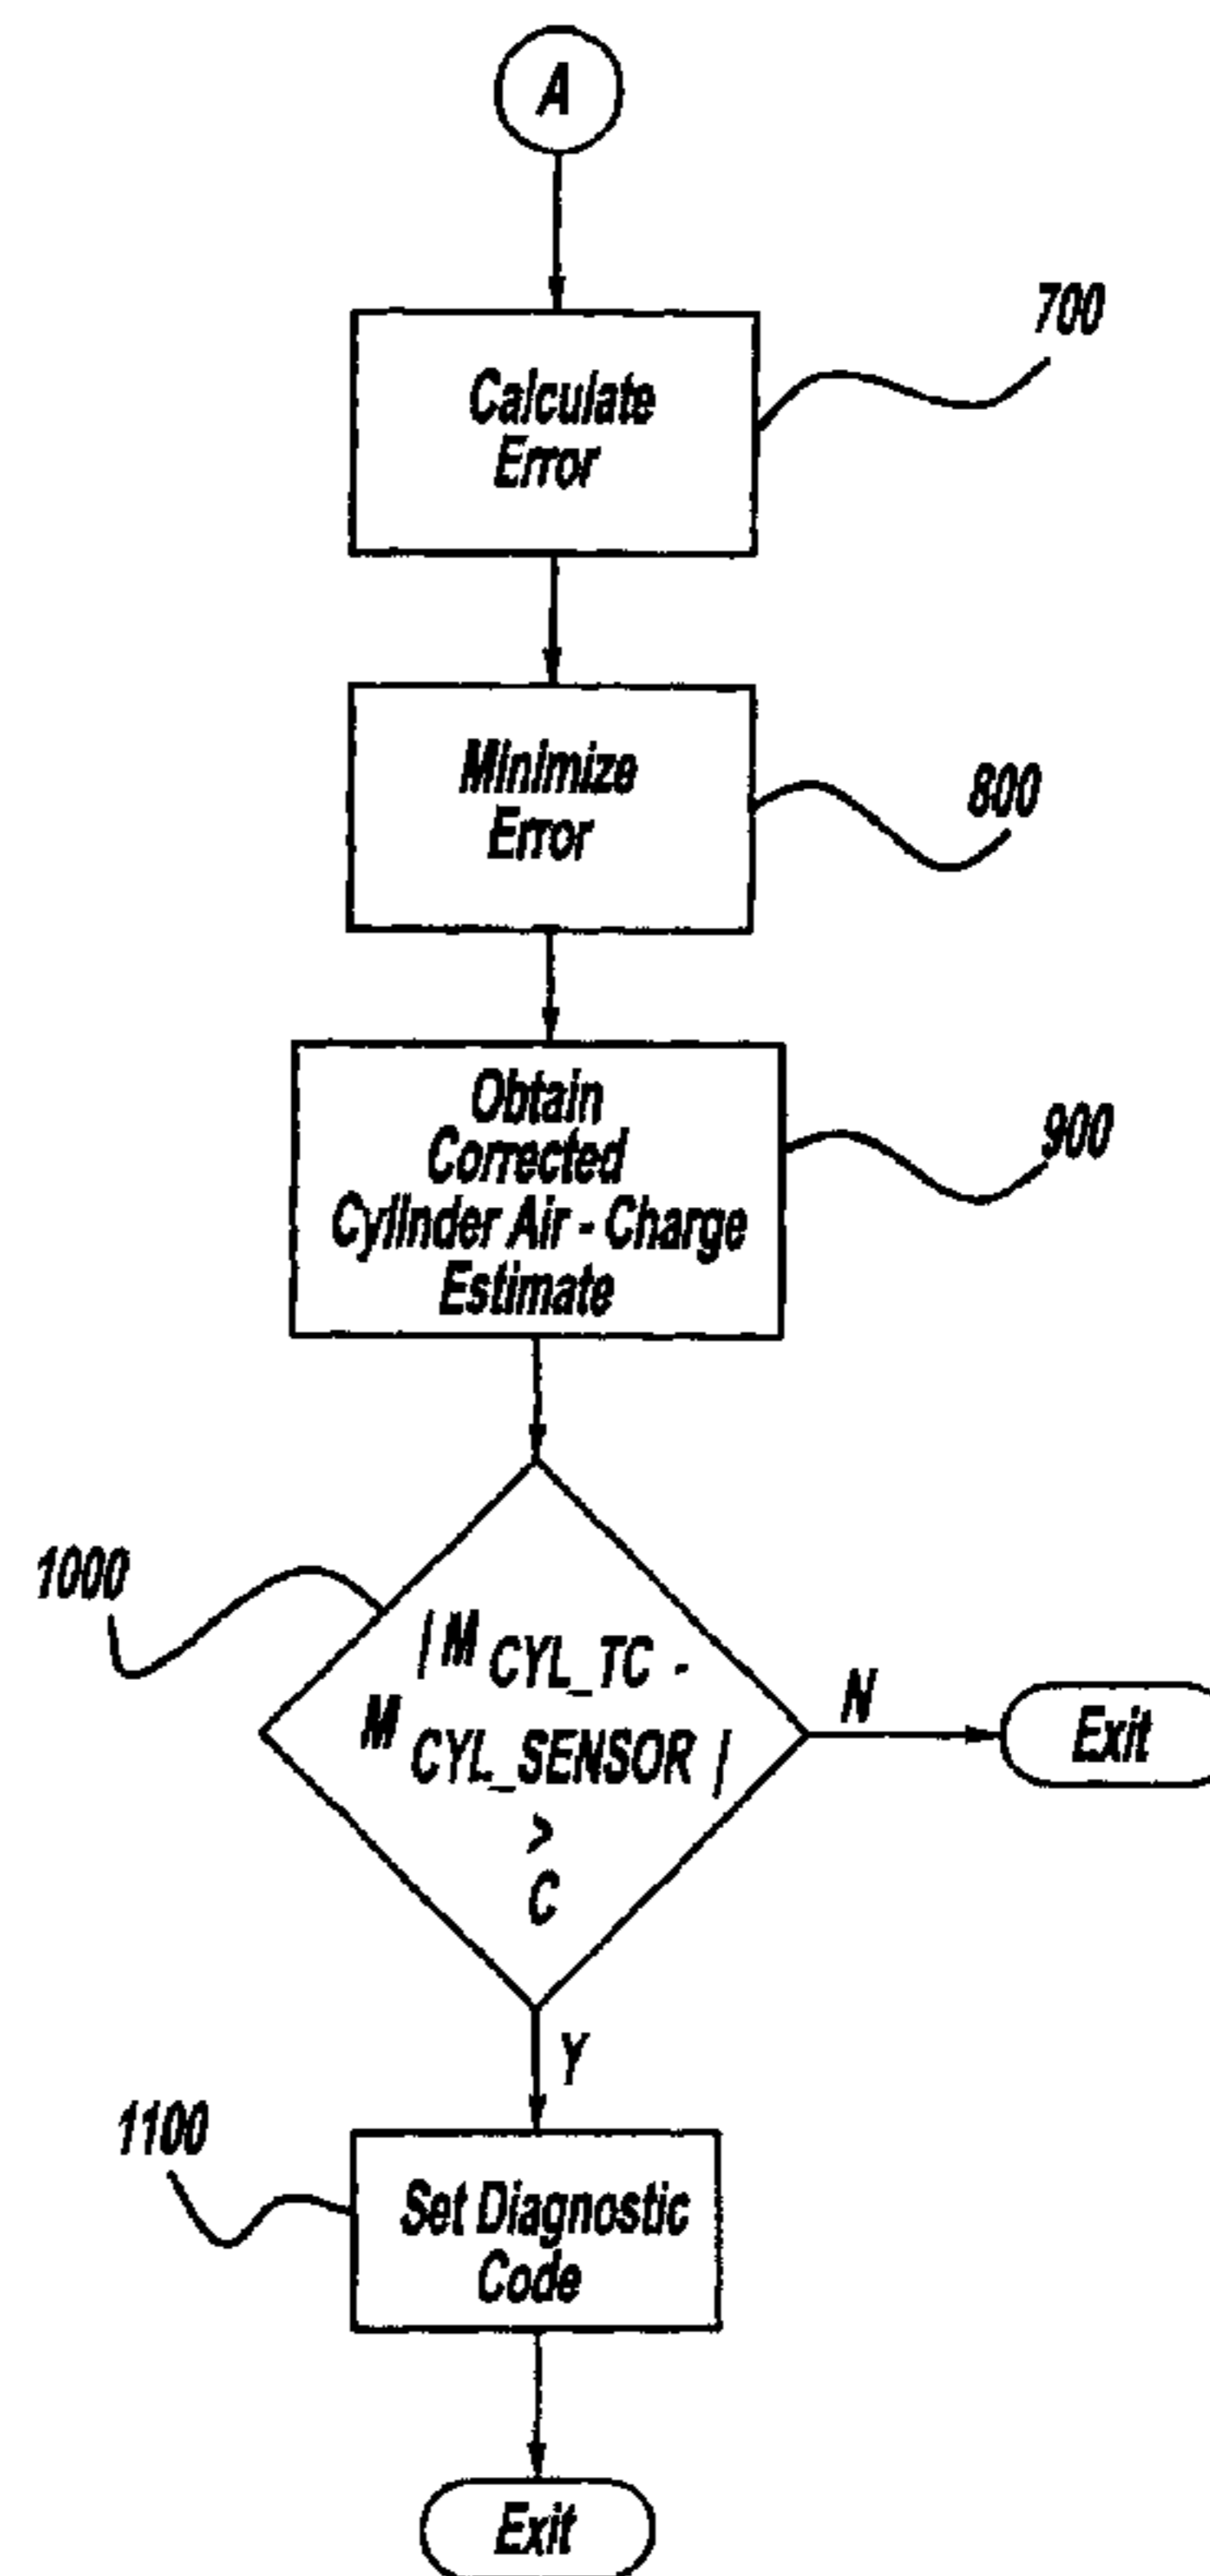 A
700
Calculate
Error
Minimize
Error
800
Obtain
Corrected
Cylinder Air - Charge
Estimate
900
1000
| M CYL_TC -
M CYL_SENSOR |
>
C
N
Exit
Y
1100
Set Diagnostic
Code
Exit